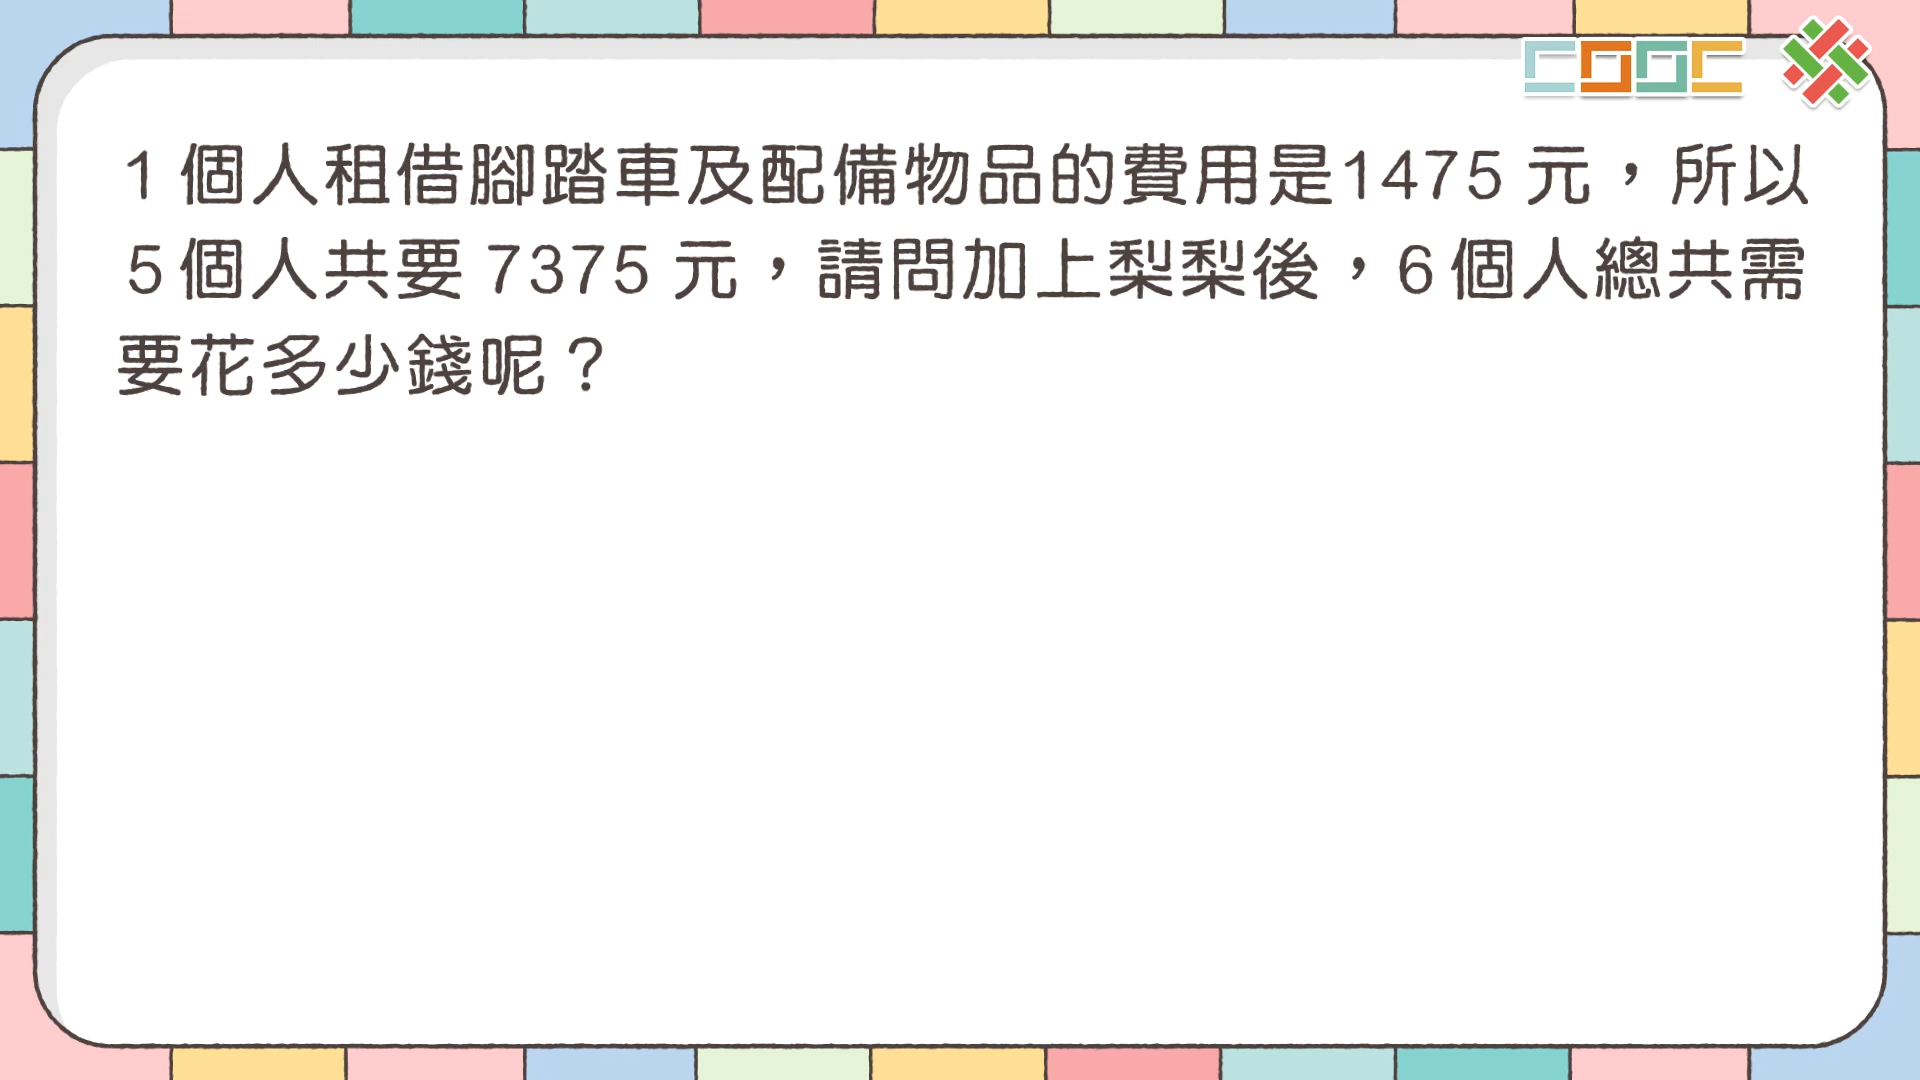 1 個人租借腳踏車及配備物品的費用是1475 元，所以
5 個人共要 7375 元，請問加上梨梨後，6 個人總共需
要花多少錢呢？